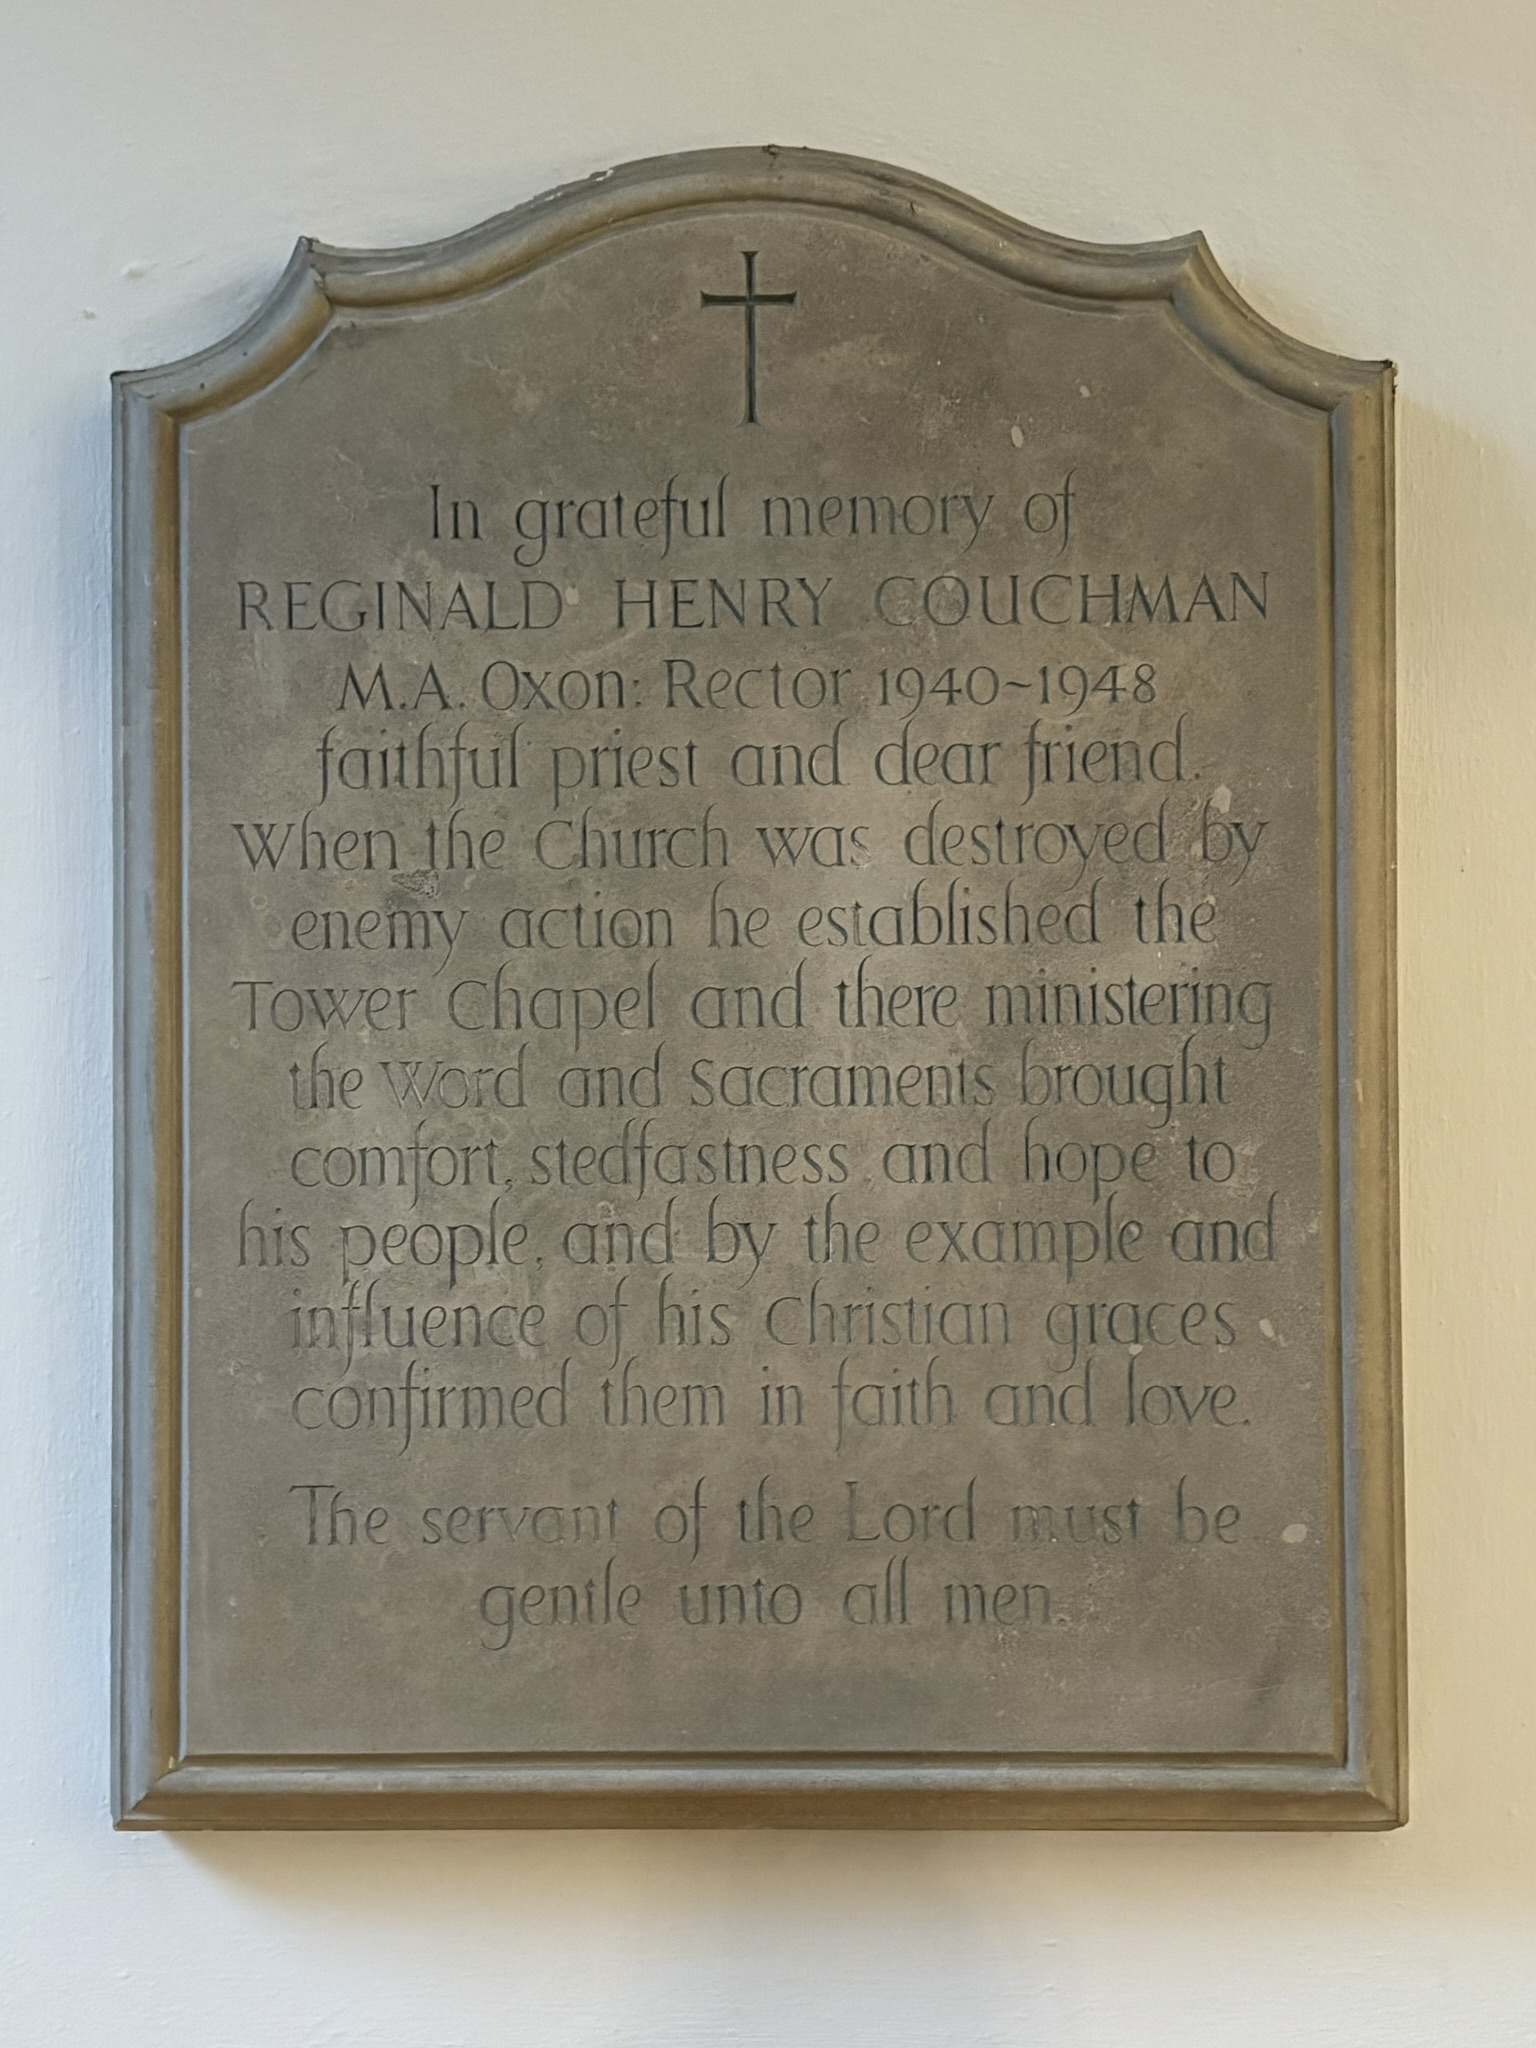 In grateful memory of
REGINALD HENRY COUCHMAN
M.A. Oxon: Rector 1940~1948
faithful priest and dear friend.
When the Church was destroyed by
enemy action he established the
Tower Chapel and there ministering
the Word and Sacraments brought
comfort, stedfastness and hope to
his people, and by the example and
influence of his Christian graces
confirmed them in faith and love.
The servant of the Lord must be
gentle unto all men.